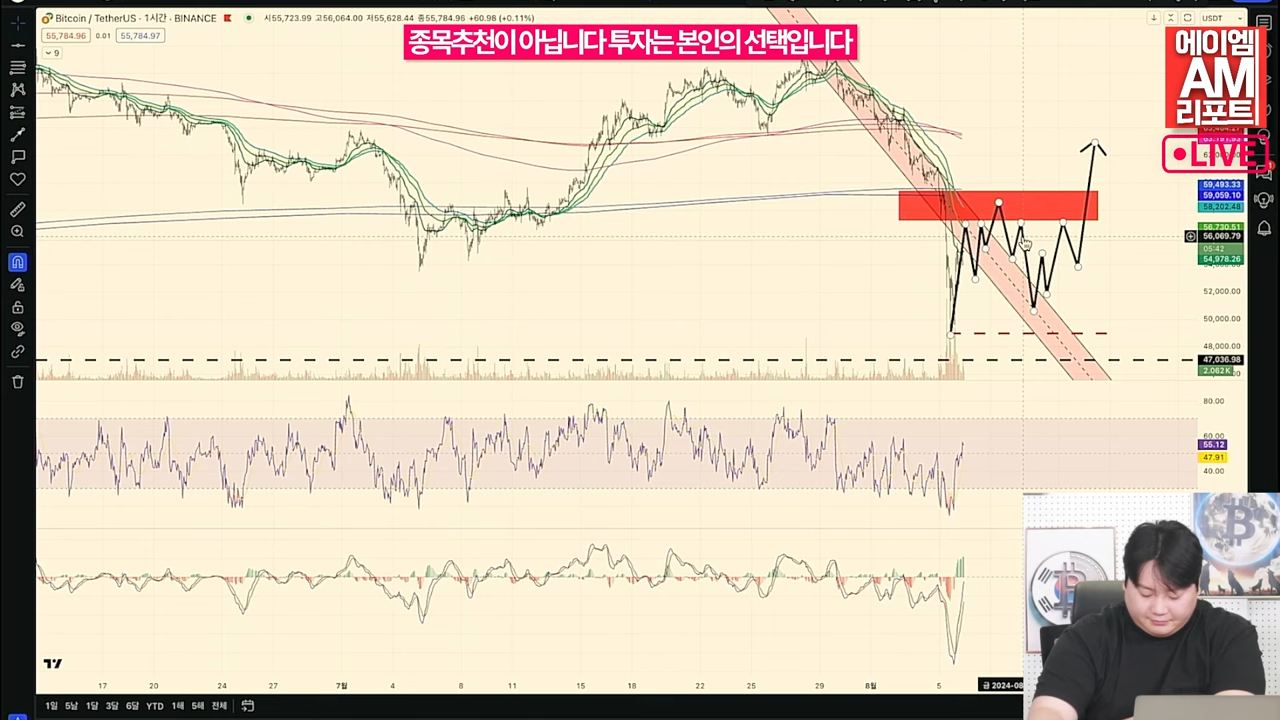 Bitcoin / TetherUS · 1시간 · BINANCE
시55,723.99 고56,064.00 저55,628.44 종55,784.96 +60.98 (+0.11%)
USDT
55,784.96 0.01 55,784.97
9
종목추천이 아닙니다 투자는 본인의 선택입니다
에이엠
AM
리포트
LIVE
59,493.33
59,059.10
58,202.48
56,730.51
56,069.79
05:42
54,978.26
52,000.00
50,000.00
48,000.00
47,036.98
2.062K
80.00
60.00
55.12
47.91
40.00
17 20 24 27 7월 4 8 11 15 18 22 25 29 8월 5 금 2024-08
1일 5날 1달 3달 6달 YTD 1해 5해 전체